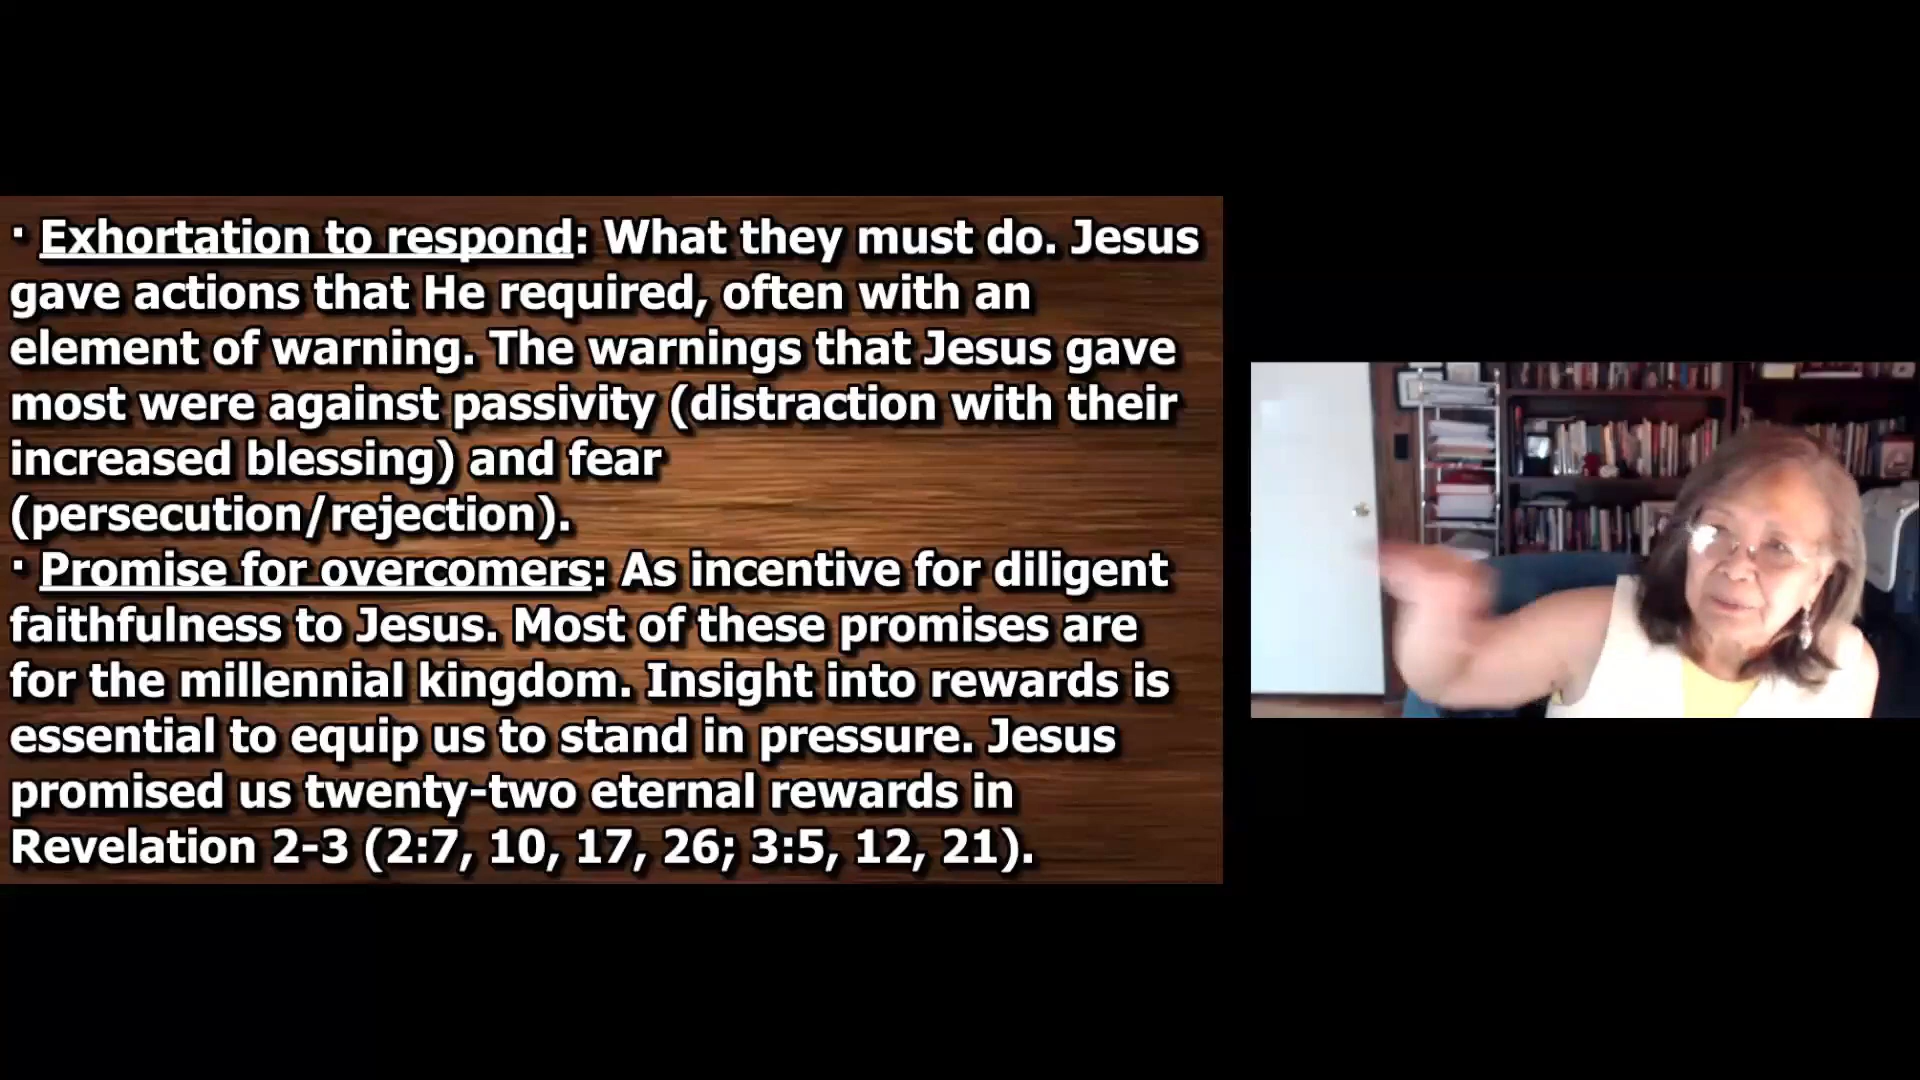 · Exhortation to respond: What they must do. Jesus
gave actions that He required, often with an
element of warning. The warnings that Jesus gave
most were against passivity (distraction with their
increased blessing) and fear
(persecution/rejection).
· Promise for overcomers: As incentive for diligent
faithfulness to Jesus. Most of these promises are
for the millennial kingdom. Insight into rewards is
essential to equip us to stand in pressure. Jesus
promised us twenty-two eternal rewards in
Revelation 2-3 (2:7, 10, 17, 26; 3:5, 12, 21).